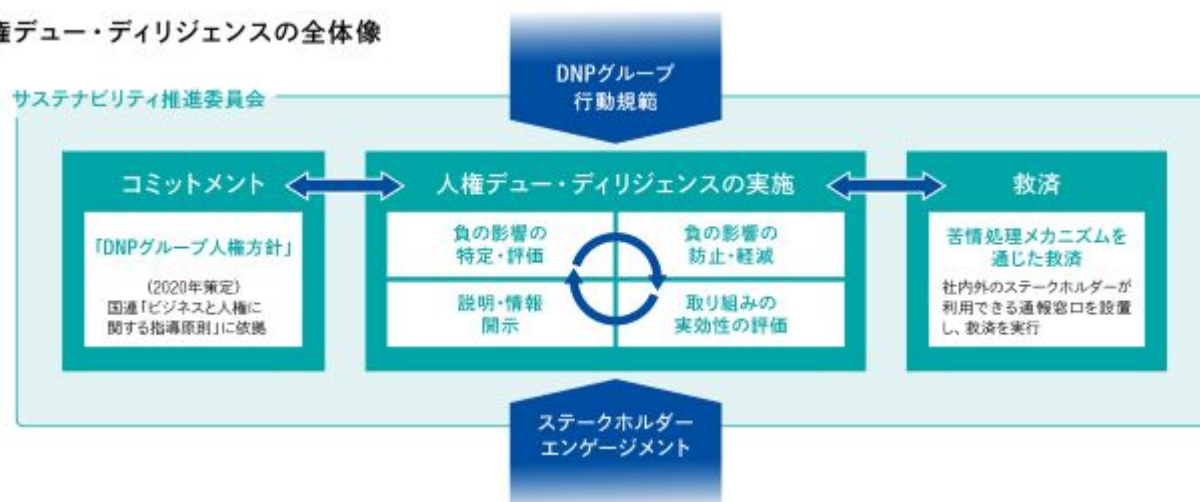 権デュー・ディリジェンスの全体像
DNPグループ
行動規範
サステナビリティ推進委員会
コミットメント
「DNPグループ人権方針」
(2020年策定)
国連「ビジネスと人権に
関する指導原則」に依拠
人権デュー・ディリジェンスの実施
負の影響の
特定・評価
負の影響の
防止・軽減
説明・情報
開示
取り組みの
実効性の評価
救済
苦情処理メカニズムを
通じた救済
社内外のステークホルダーが
利用できる通報窓口を設置
し、救済を実行
ステークホルダー
エンゲージメント